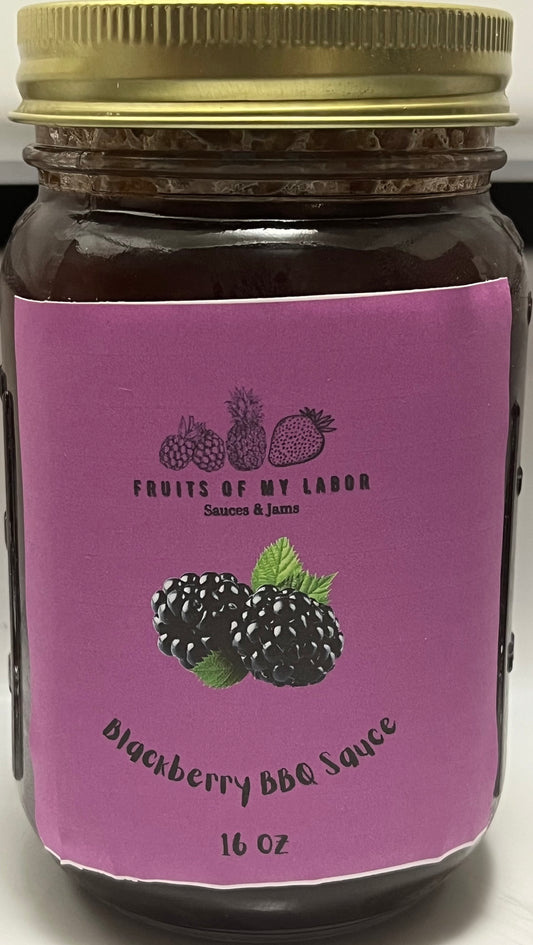 FRUITS OF MY LABOR
Sauces & Jams
Blackberry BBQ Sauce
16 OZ